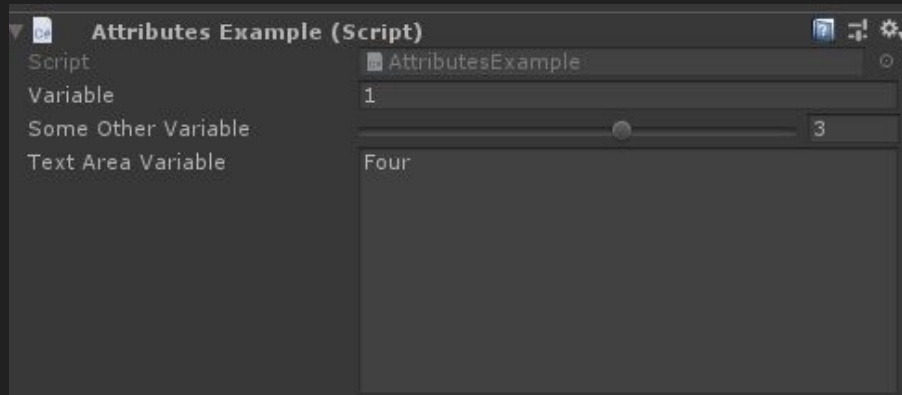 Attributes Example (Script)
Script AttributesExample
Variable 1
Some Other Variable 3
Text Area Variable Four